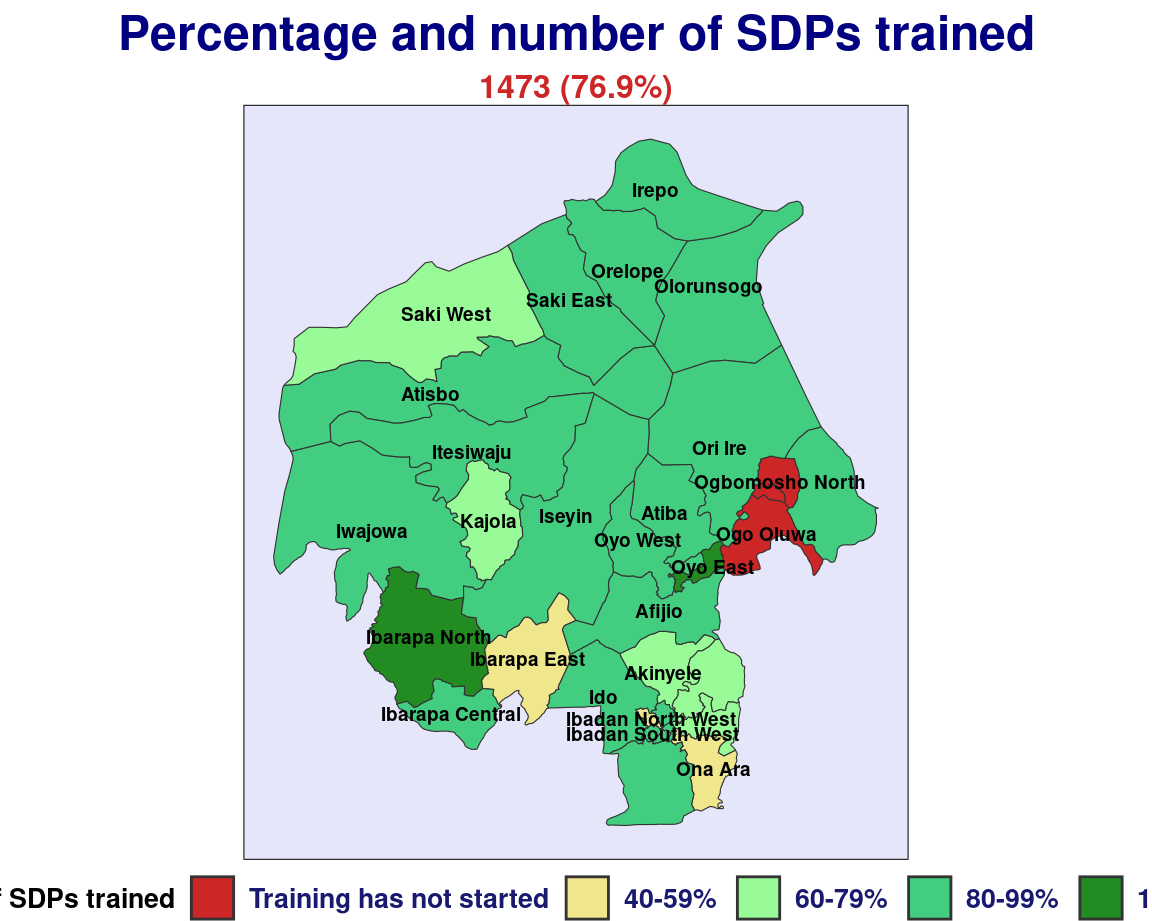 Percentage and number of SDPs trained
1473 (76.9%)
Irepo
Orelope
Olorunsogo
Saki East
Saki West
Atisbo
Ori Ire
Itesiwaju
Ogbomosho North
Kajola
Iseyin
Atiba
Iwajowa
Ogo Oluwa
Oyo West
Oyo East
Afijio
Ibarapa North
Ibarapa East
Akinyele
Ido
Ibarapa Central
Ibadan North West
Ibadan South West
Ona Ara
SDPs trained Training has not started 40-59% 60-79% 80-99% 1